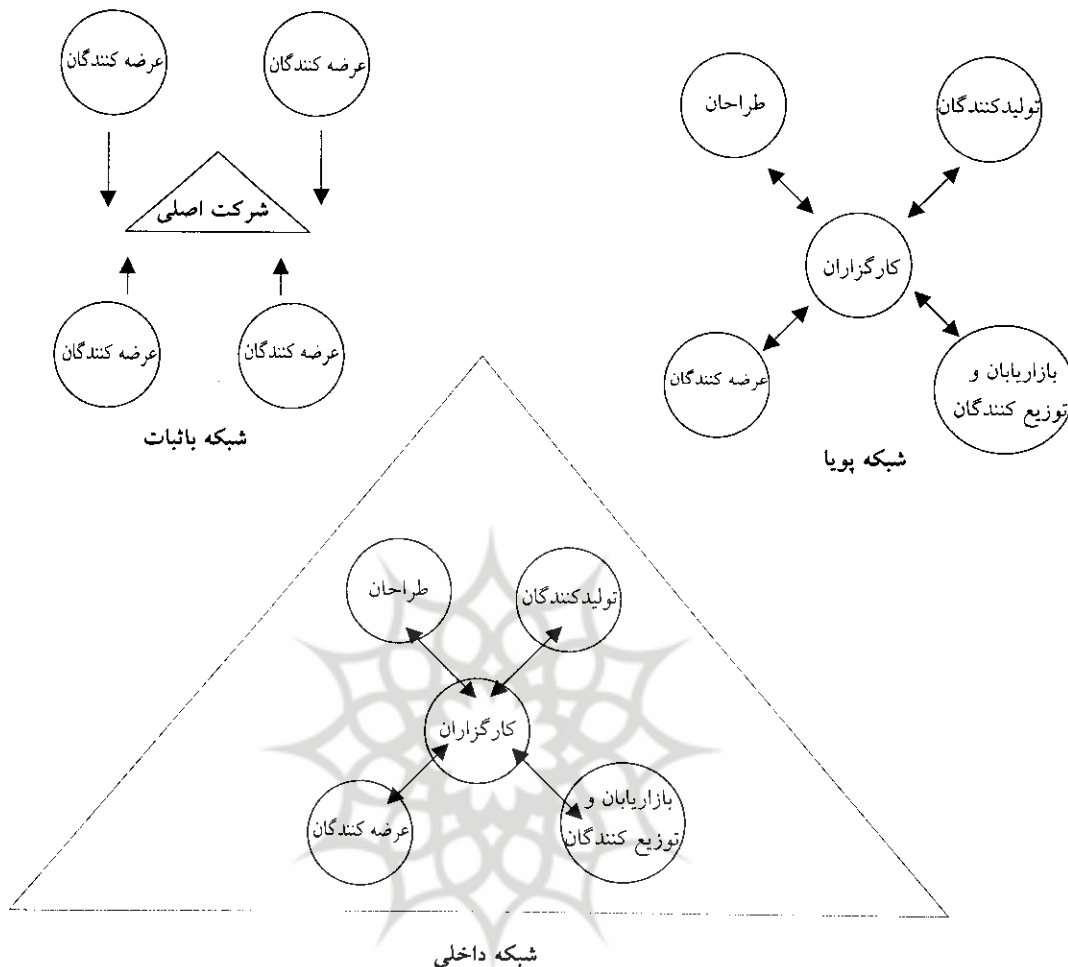 عرضه کنندگان
عرضه کنندگان
شرکت اصلی
عرضه کنندگان
عرضه کنندگان
شبکه باثبات
تولیدکنندگان
طراحان
کارگزاران
بازاریابان و
توزیع کنندگان
عرضه کنندگان
شبکه پویا
تولیدکنندگان
طراحان
کارگزاران
بازاریابان و
توزیع کنندگان
عرضه کنندگان
شبکه داخلی